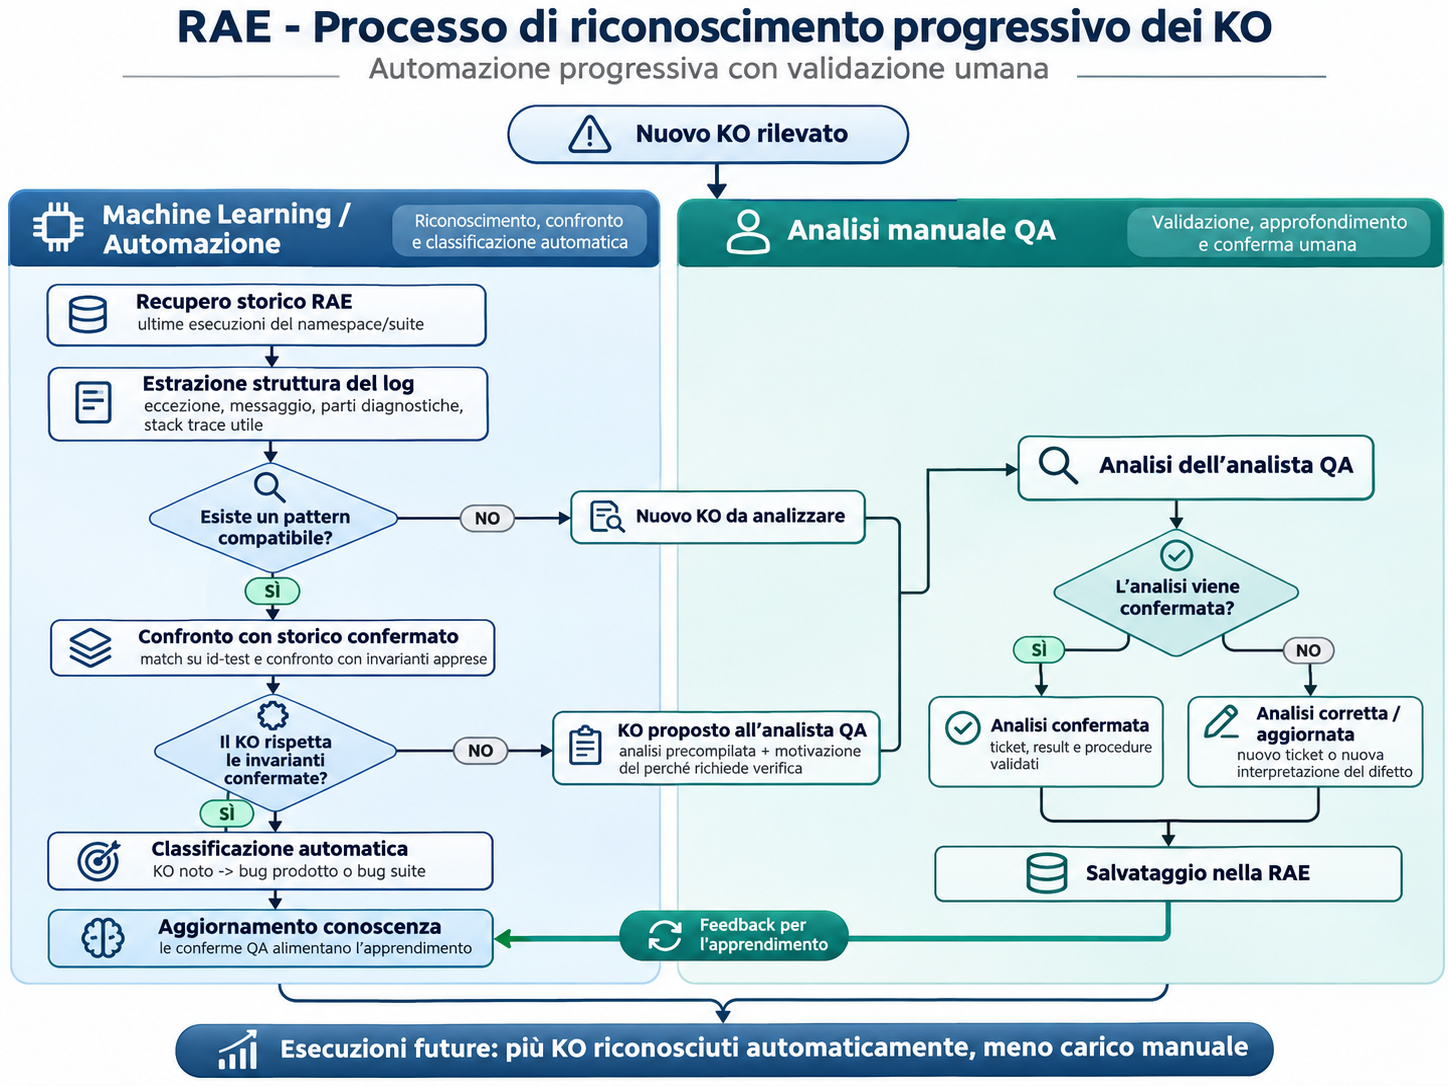 RAE - Processo di riconoscimento progressivo dei KO
Automazione progressiva con validazione umana
Nuovo KO rilevato
Machine Learning /
Automazione
Riconoscimento, confronto
e classificazione automatica
Recupero storico RAE
ultime esecuzioni del namespace/suite
Estrazione struttura del log
eccezione, messaggio, parti diagnostiche,
stack trace utile
Esiste un pattern
compatibile?
NO
SÌ
Nuovo KO da analizzare
Confronto con storico confermato
match su id-test e confronto con invarianti apprese
Il KO rispetta
le invarianti
confermate?
NO
SÌ
KO proposto all'analista QA
analisi precompilata + motivazione
del perché richiede verifica
Classificazione automatica
KO noto -> bug prodotto o bug suite
Aggiornamento conoscenza
le conferme QA alimentano l'apprendimento
Analisi manuale QA
Validazione, approfondimento
e conferma umana
Analisi dell'analista QA
L'analisi viene
confermata?
SÌ
NO
Analisi confermata
ticket, result e procedure
validati
Analisi corretta /
aggiornata
nuovo ticket o nuova
interpretazione del difetto
Salvataggio nella RAE
Feedback per
l'apprendimento
Esecuzioni future: più KO riconosciuti automaticamente, meno carico manuale